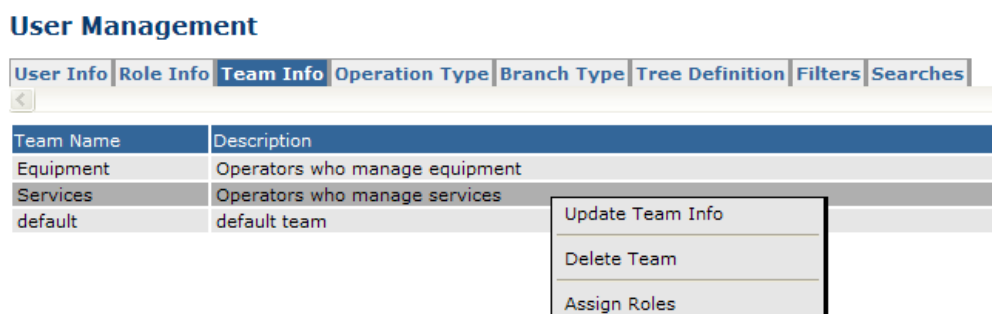 User Management
User Info Role Info Team Info Operation Type Branch Type Tree Definition Filters Searches
Team Name Description
Equipment Operators who manage equipment
Services Operators who manage services
default default team
Update Team Info
Delete Team
Assign Roles